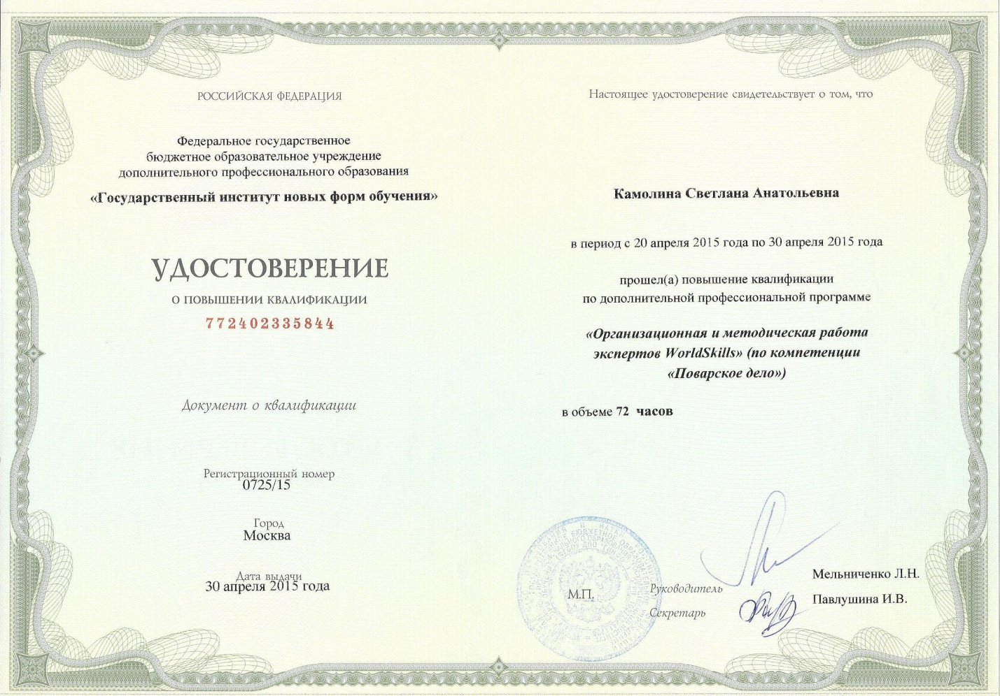 РОССИЙСКАЯ ФЕДЕРАЦИЯ
Федеральное государственное
бюджетное образовательное учреждение
дополнительного профессионального образования
«Государственный институт новых форм обучения»
УДОСТОВЕРЕНИЕ
О ПОВЫШЕНИИ КВАЛИФИКАЦИИ
772402335844
Документ о квалификации
Регистрационный номер
0725/15
Город
Москва
Дата выдачи
30 апреля 2015 года
Настоящее удостоверение свидетельствует о том, что
Камолина Светлана Анатольевна
в период с 20 апреля 2015 года по 30 апреля 2015 года
прошел(а) повышение квалификации
по дополнительной профессиональной программе
«Организационная и методическая работа
экспертов WorldSkills» (по компетенции
«Поварское дело»)
в объеме 72 часов
М.П.
Руководитель
Мельниченко Л.Н.
Секретарь
Павлушина И.В.